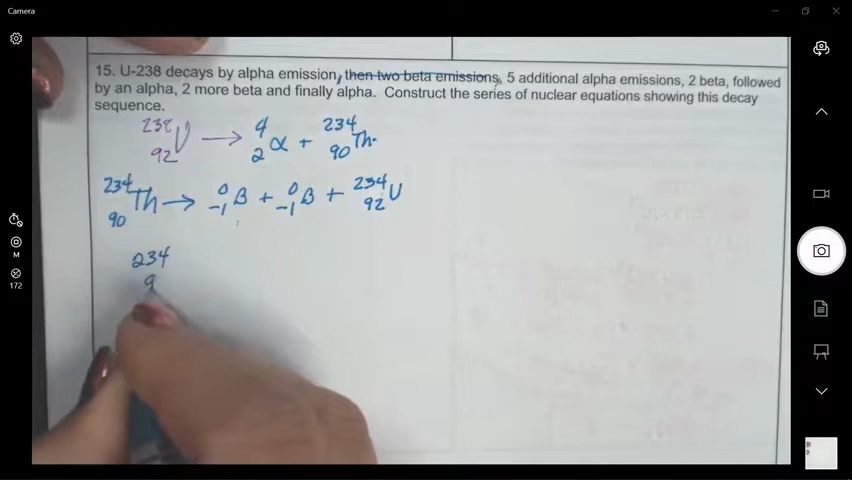 Camera
15. U-238 decays by alpha emission, then two beta emissions, 5 additional alpha emissions, 2 beta, followed
by an alpha, 2 more beta and finally alpha. Construct the series of nuclear equations showing this decay
sequence.
238 92 U → 4 2 α + 234 90 Th
234 90 Th → 0 -1 β + 0 -1 β + 234 92 U
234
9
M
172